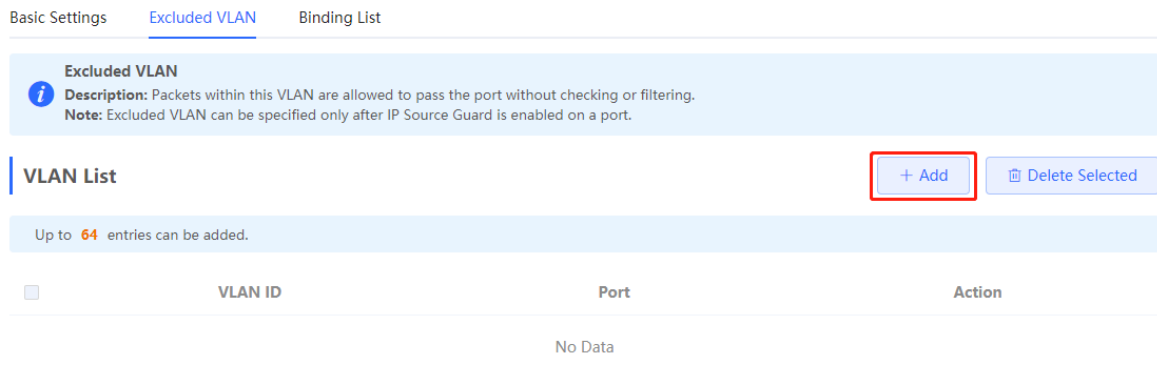 Basic Settings Excluded VLAN Binding List
Excluded VLAN
Description: Packets within this VLAN are allowed to pass the port without checking or filtering.
Note: Excluded VLAN can be specified only after IP Source Guard is enabled on a port.
VLAN List + Add Delete Selected
Up to 64 entries can be added.
VLAN ID Port Action
No Data